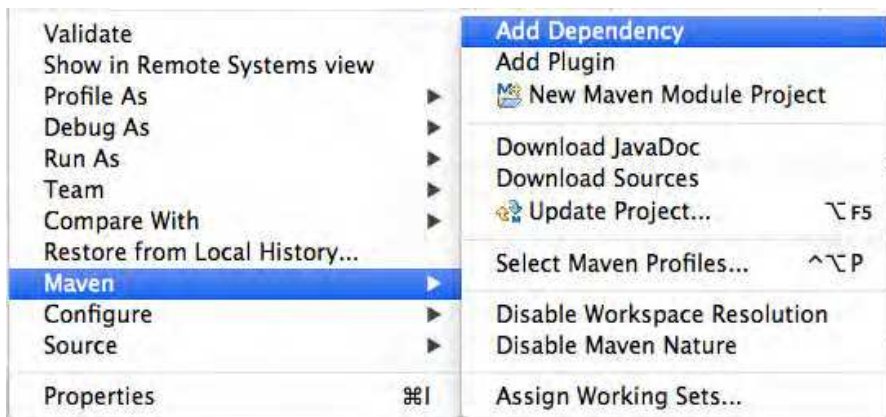 Validate
Show in Remote Systems view
Profile As
Debug As
Run As
Team
Compare With
Restore from Local History...
Maven
Configure
Source
Properties ⌘I
Add Dependency
Add Plugin
New Maven Module Project
Download JavaDoc
Download Sources
Update Project... ⌥F5
Select Maven Profiles... ^⌥P
Disable Workspace Resolution
Disable Maven Nature
Assign Working Sets...